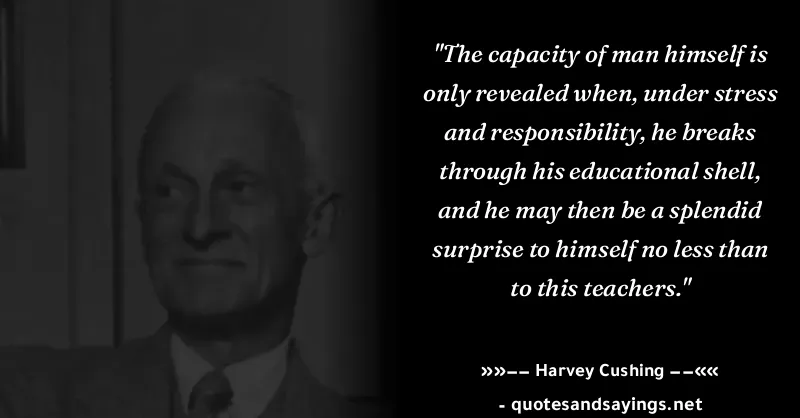 "The capacity of man himself is
only revealed when, under stress
and responsibility, he breaks
through his educational shell,
and he may then be a splendid
surprise to himself no less than
to this teachers."
»»−− Harvey Cushing −−««
- quotesandsayings.net